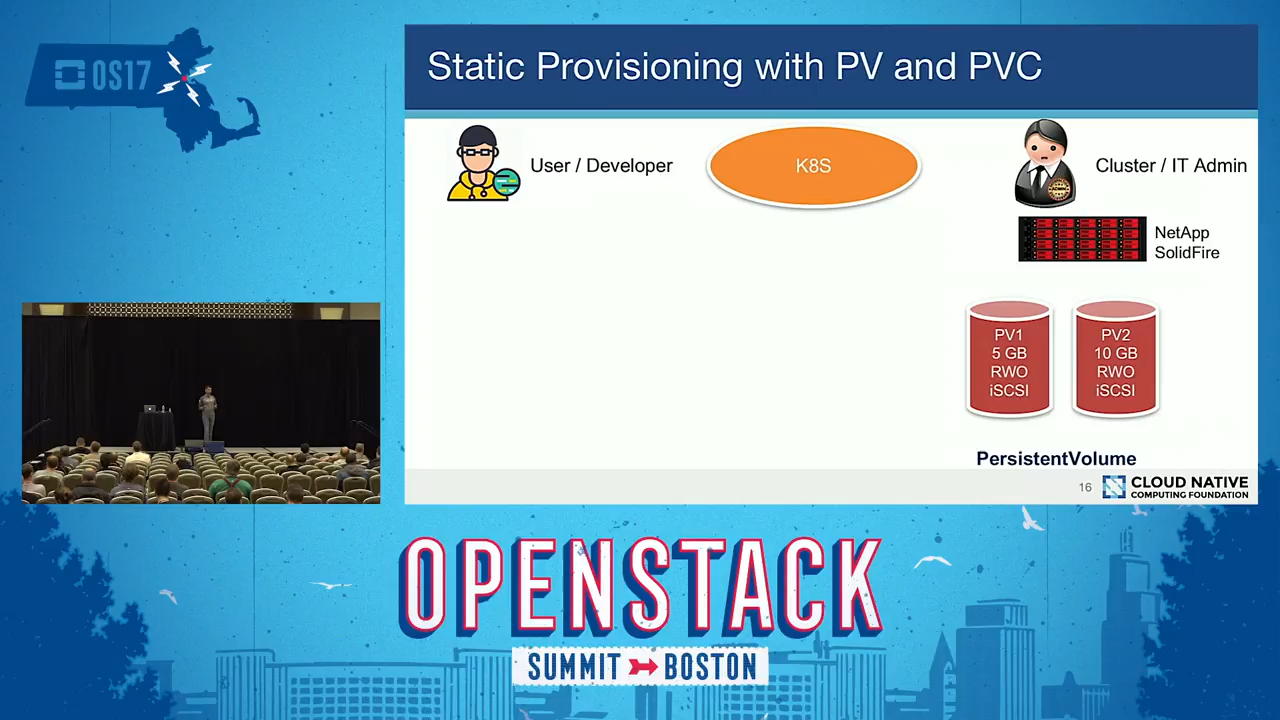 OS17
Static Provisioning with PV and PVC
User / Developer
K8S
Cluster / IT Admin
ADMIN
NetApp
SolidFire
PV1
5 GB
RWO
iSCSI
PV2
10 GB
RWO
iSCSI
PersistentVolume
16
CLOUD NATIVE
COMPUTING FOUNDATION
OPENSTACK
SUMMIT BOSTON